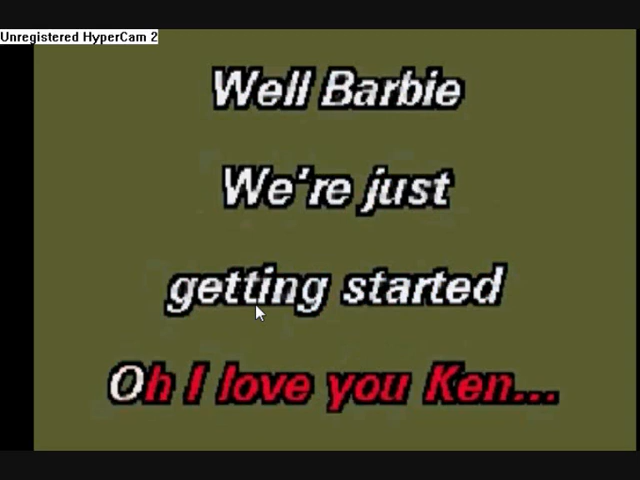 Unregistered HyperCam 2
Well Barbie
We're just
getting started
Oh I love you Ken...